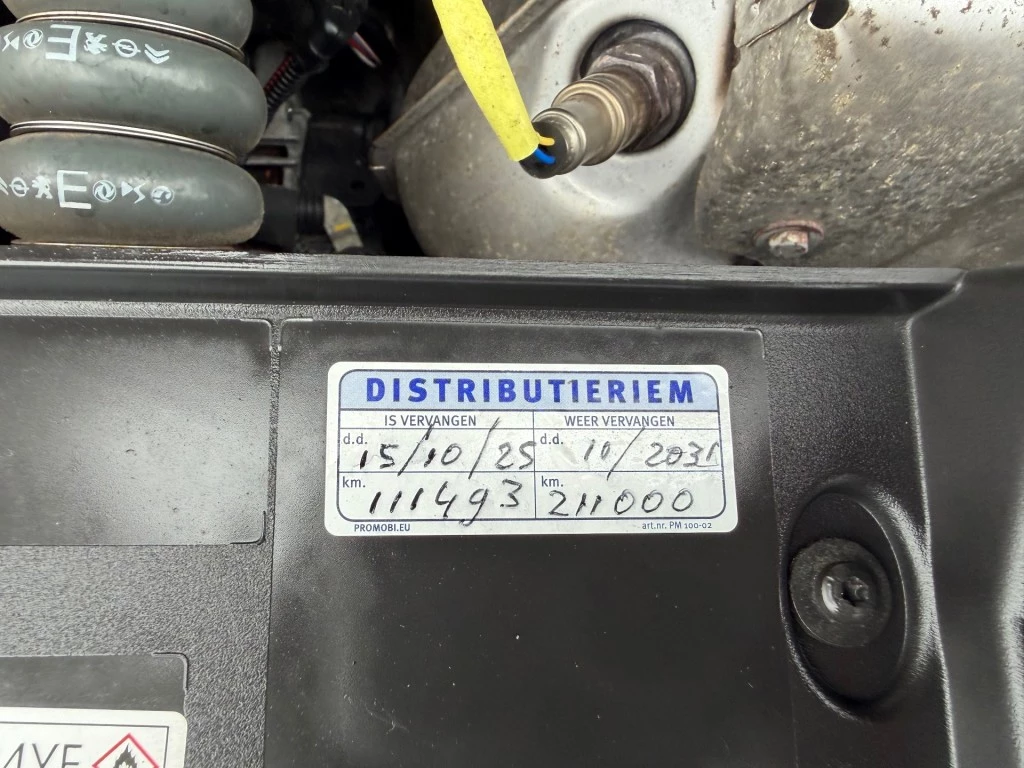 E
E
DISTRIBUTIERIEM
IS VERVANGEN WEER VERVANGEN
d.d. 15/10/25 d.d. 10/2031
km. 111493 km. 211000
PROMOBI.EU art.nr. PM 100-02